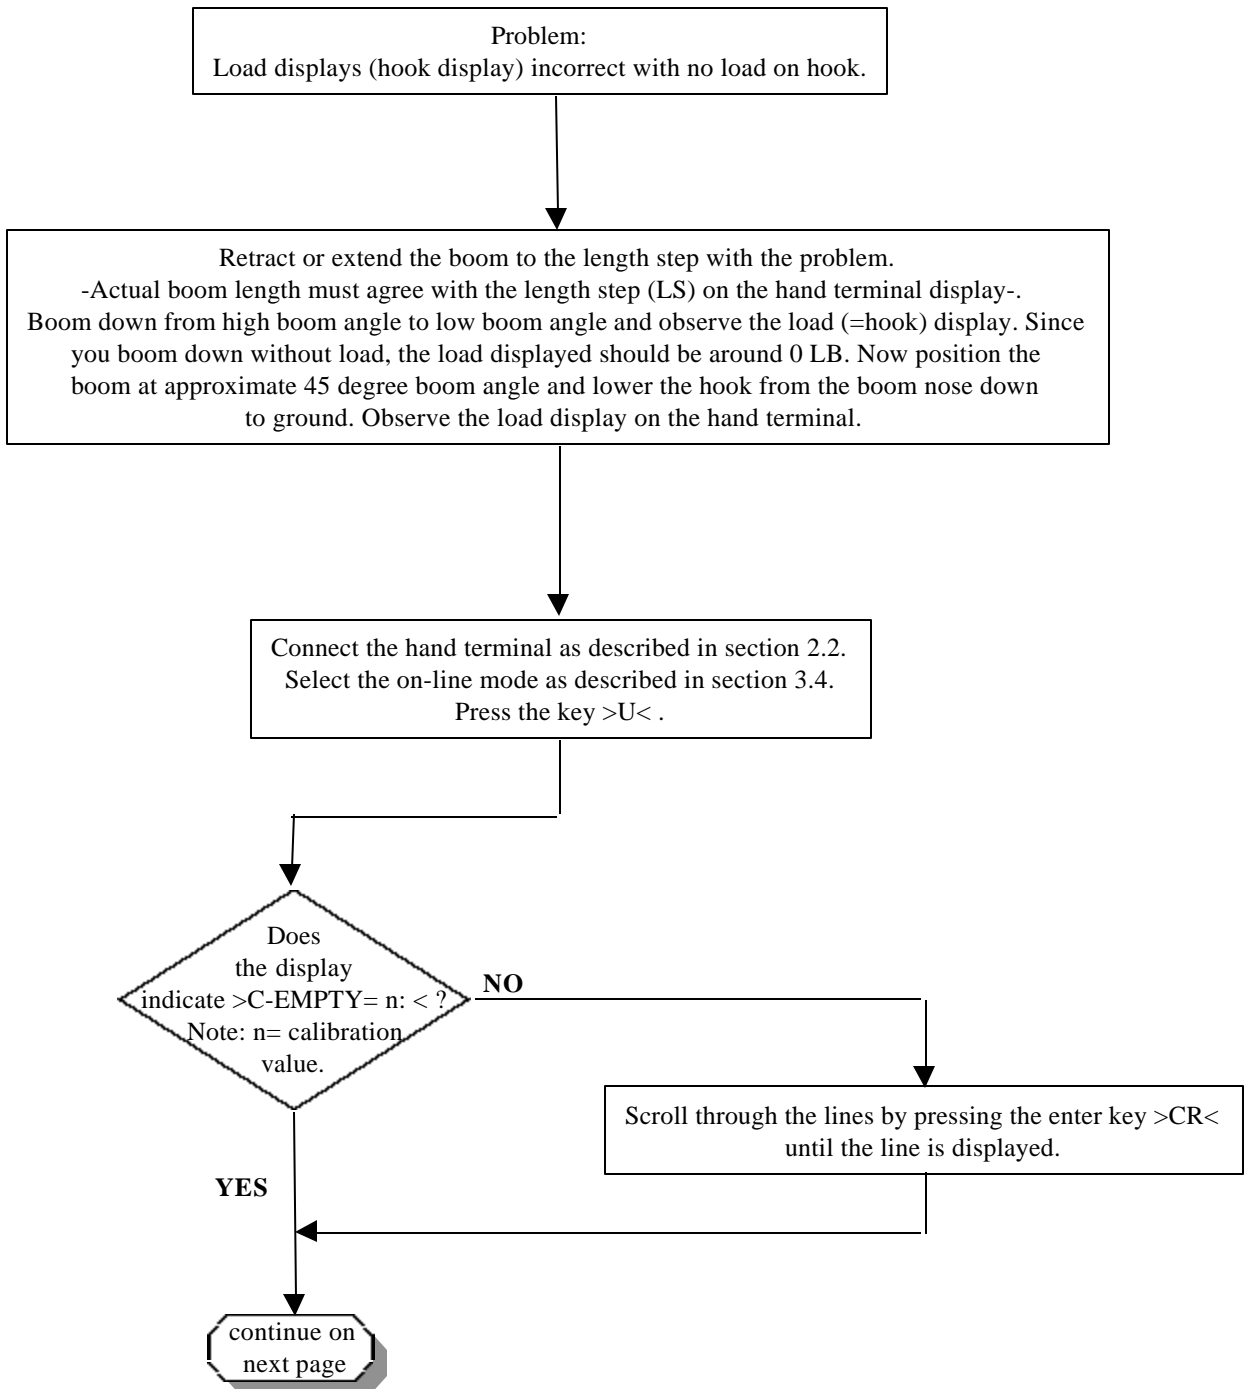 Problem:
Load displays (hook display) incorrect with no load on hook.
Retract or extend the boom to the length step with the problem.
-Actual boom length must agree with the length step (LS) on the hand terminal display-.
Boom down from high boom angle to low boom angle and observe the load (=hook) display. Since
you boom down without load, the load displayed should be around 0 LB. Now position the
boom at approximate 45 degree boom angle and lower the hook from the boom nose down
to ground. Observe the load display on the hand terminal.
Connect the hand terminal as described in section 2.2.
Select the on-line mode as described in section 3.4.
Press the key >U< .
Does
the display
indicate >C-EMPTY= n: < ?
Note: n= calibration
value.
NO
Scroll through the lines by pressing the enter key >CR<
until the line is displayed.
YES
continue on
next page